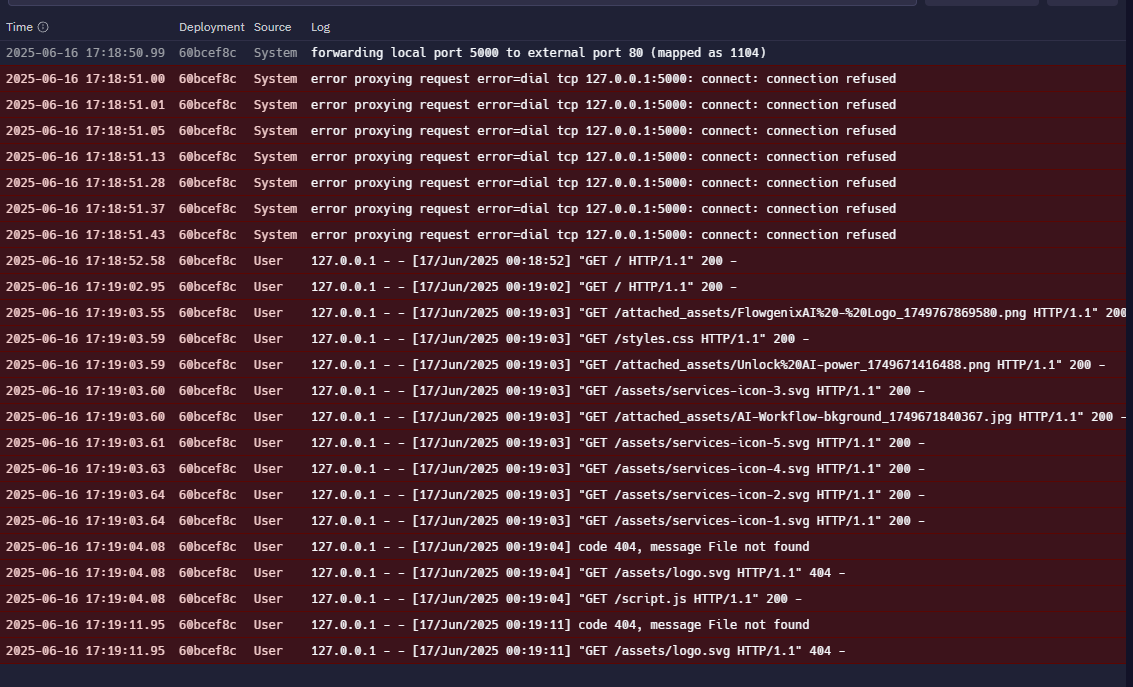 Time Deployment Source Log
2025-06-16 17:18:50.99 60bcef8c System forwarding local port 5000 to external port 80 (mapped as 1104)
2025-06-16 17:18:51.00 60bcef8c System error proxying request error=dial tcp 127.0.0.1:5000: connect: connection refused
2025-06-16 17:18:51.01 60bcef8c System error proxying request error=dial tcp 127.0.0.1:5000: connect: connection refused
2025-06-16 17:18:51.05 60bcef8c System error proxying request error=dial tcp 127.0.0.1:5000: connect: connection refused
2025-06-16 17:18:51.13 60bcef8c System error proxying request error=dial tcp 127.0.0.1:5000: connect: connection refused
2025-06-16 17:18:51.28 60bcef8c System error proxying request error=dial tcp 127.0.0.1:5000: connect: connection refused
2025-06-16 17:18:51.37 60bcef8c System error proxying request error=dial tcp 127.0.0.1:5000: connect: connection refused
2025-06-16 17:18:51.43 60bcef8c System error proxying request error=dial tcp 127.0.0.1:5000: connect: connection refused
2025-06-16 17:18:52.58 60bcef8c User 127.0.0.1 - - [17/Jun/2025 00:18:52] "GET / HTTP/1.1" 200 -
2025-06-16 17:19:02.95 60bcef8c User 127.0.0.1 - - [17/Jun/2025 00:19:02] "GET / HTTP/1.1" 200 -
2025-06-16 17:19:03.55 60bcef8c User 127.0.0.1 - - [17/Jun/2025 00:19:03] "GET /attached_assets/FlowgenixAI%20-%20Logo_1749767869580.png HTTP/1.1" 200
2025-06-16 17:19:03.59 60bcef8c User 127.0.0.1 - - [17/Jun/2025 00:19:03] "GET /styles.css HTTP/1.1" 200 -
2025-06-16 17:19:03.59 60bcef8c User 127.0.0.1 - - [17/Jun/2025 00:19:03] "GET /attached_assets/Unlock%20AI-power_1749671416488.png HTTP/1.1" 200 -
2025-06-16 17:19:03.60 60bcef8c User 127.0.0.1 - - [17/Jun/2025 00:19:03] "GET /assets/services-icon-3.svg HTTP/1.1" 200 -
2025-06-16 17:19:03.60 60bcef8c User 127.0.0.1 - - [17/Jun/2025 00:19:03] "GET /attached_assets/AI-Workflow-bkground_1749671840367.jpg HTTP/1.1" 200 -
2025-06-16 17:19:03.61 60bcef8c User 127.0.0.1 - - [17/Jun/2025 00:19:03] "GET /assets/services-icon-5.svg HTTP/1.1" 200 -
2025-06-16 17:19:03.63 60bcef8c User 127.0.0.1 - - [17/Jun/2025 00:19:03] "GET /assets/services-icon-4.svg HTTP/1.1" 200 -
2025-06-16 17:19:03.64 60bcef8c User 127.0.0.1 - - [17/Jun/2025 00:19:03] "GET /assets/services-icon-2.svg HTTP/1.1" 200 -
2025-06-16 17:19:03.64 60bcef8c User 127.0.0.1 - - [17/Jun/2025 00:19:03] "GET /assets/services-icon-1.svg HTTP/1.1" 200 -
2025-06-16 17:19:04.08 60bcef8c User 127.0.0.1 - - [17/Jun/2025 00:19:04] code 404, message File not found
2025-06-16 17:19:04.08 60bcef8c User 127.0.0.1 - - [17/Jun/2025 00:19:04] "GET /assets/logo.svg HTTP/1.1" 404 -
2025-06-16 17:19:04.08 60bcef8c User 127.0.0.1 - - [17/Jun/2025 00:19:04] "GET /script.js HTTP/1.1" 200 -
2025-06-16 17:19:11.95 60bcef8c User 127.0.0.1 - - [17/Jun/2025 00:19:11] code 404, message File not found
2025-06-16 17:19:11.95 60bcef8c User 127.0.0.1 - - [17/Jun/2025 00:19:11] "GET /assets/logo.svg HTTP/1.1" 404 -